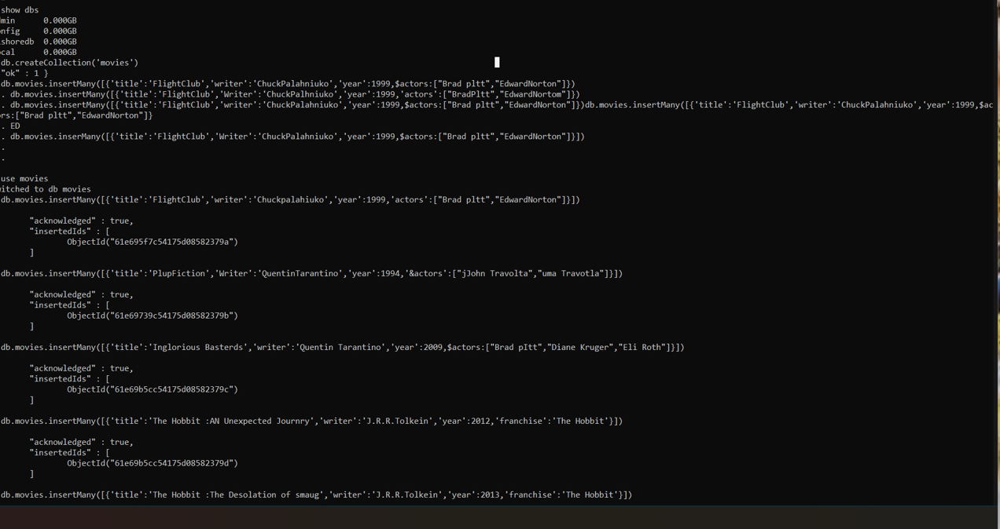 show dbs
min      0.000GB
nfig     0.000GB
shoredb  0.000GB
cal      0.000GB
db.createCollection('movies')
"ok" : 1 }
db.movies.insertMany([{'title':'FlightClub','writer':'ChuckPalahniuko','year':1999,$actors:["Brad pltt","EdwardNorton"]})
. db.movies.insertMany([{'title':'FlightClub','Writer':'ChuckPalhniuko','year':1999,'actors':["BradPltt","EdwardNortom"]})
. db.movies.insertMany([{'title':'FlightClub','writer':'ChuckPalahniuko','year':1999,$actors:["Brad pltt","EdwardNorton"]})db.movies.insertMany([{'title':'FlightClub','writer':'ChuckPalahniuko','year':1999,$ac
rs:["Brad pltt","EdwardNorton"]}
. ED
. db.movies.inserMany([{'title':'FlightClub','Writer':'ChuckPalahniuko','year':1999,$actors:["Brad pltt","EdwardNorton"]}])
.
.
use movies
itched to db movies
db.movies.insertMany([{'title':'FlightClub','writer':'Chuckpalahiuko','year':1999,'actors':["Brad pltt","EdwardNorton"]}])
"acknowledged" : true,
"insertedIds" : [
ObjectId("61e695f7c54175d08582379a")
]
db.movies.insertMany([{'title':'PlupFiction','Writer':'QuentinTarantino','year':1994,'&actors':["jJohn Travolta","uma Travotla"]}])
"acknowledged" : true,
"insertedIds" : [
ObjectId("61e69739c54175d08582379b")
]
db.movies.insertMany([{'title':'Inglorious Basterds','writer':'Quentin Tarantino','year':2009,$actors:["Brad pItt","Diane Kruger","Eli Roth"]}])
"acknowledged" : true,
"insertedIds" : [
ObjectId("61e69b5cc54175d08582379c")
]
db.movies.insertMany([{'title':'The Hobbit :AN Unexpected Journry','writer':'J.R.R.Tolkein','year':2012,'franchise':'The Hobbit'}])
"acknowledged" : true,
"insertedIds" : [
ObjectId("61e69b5cc54175d08582379d")
]
db.movies.insertMany([{'title':'The Hobbit :The Desolation of smaug','writer':'J.R.R.Tolkein','year':2013,'franchise':'The Hobbit'}])